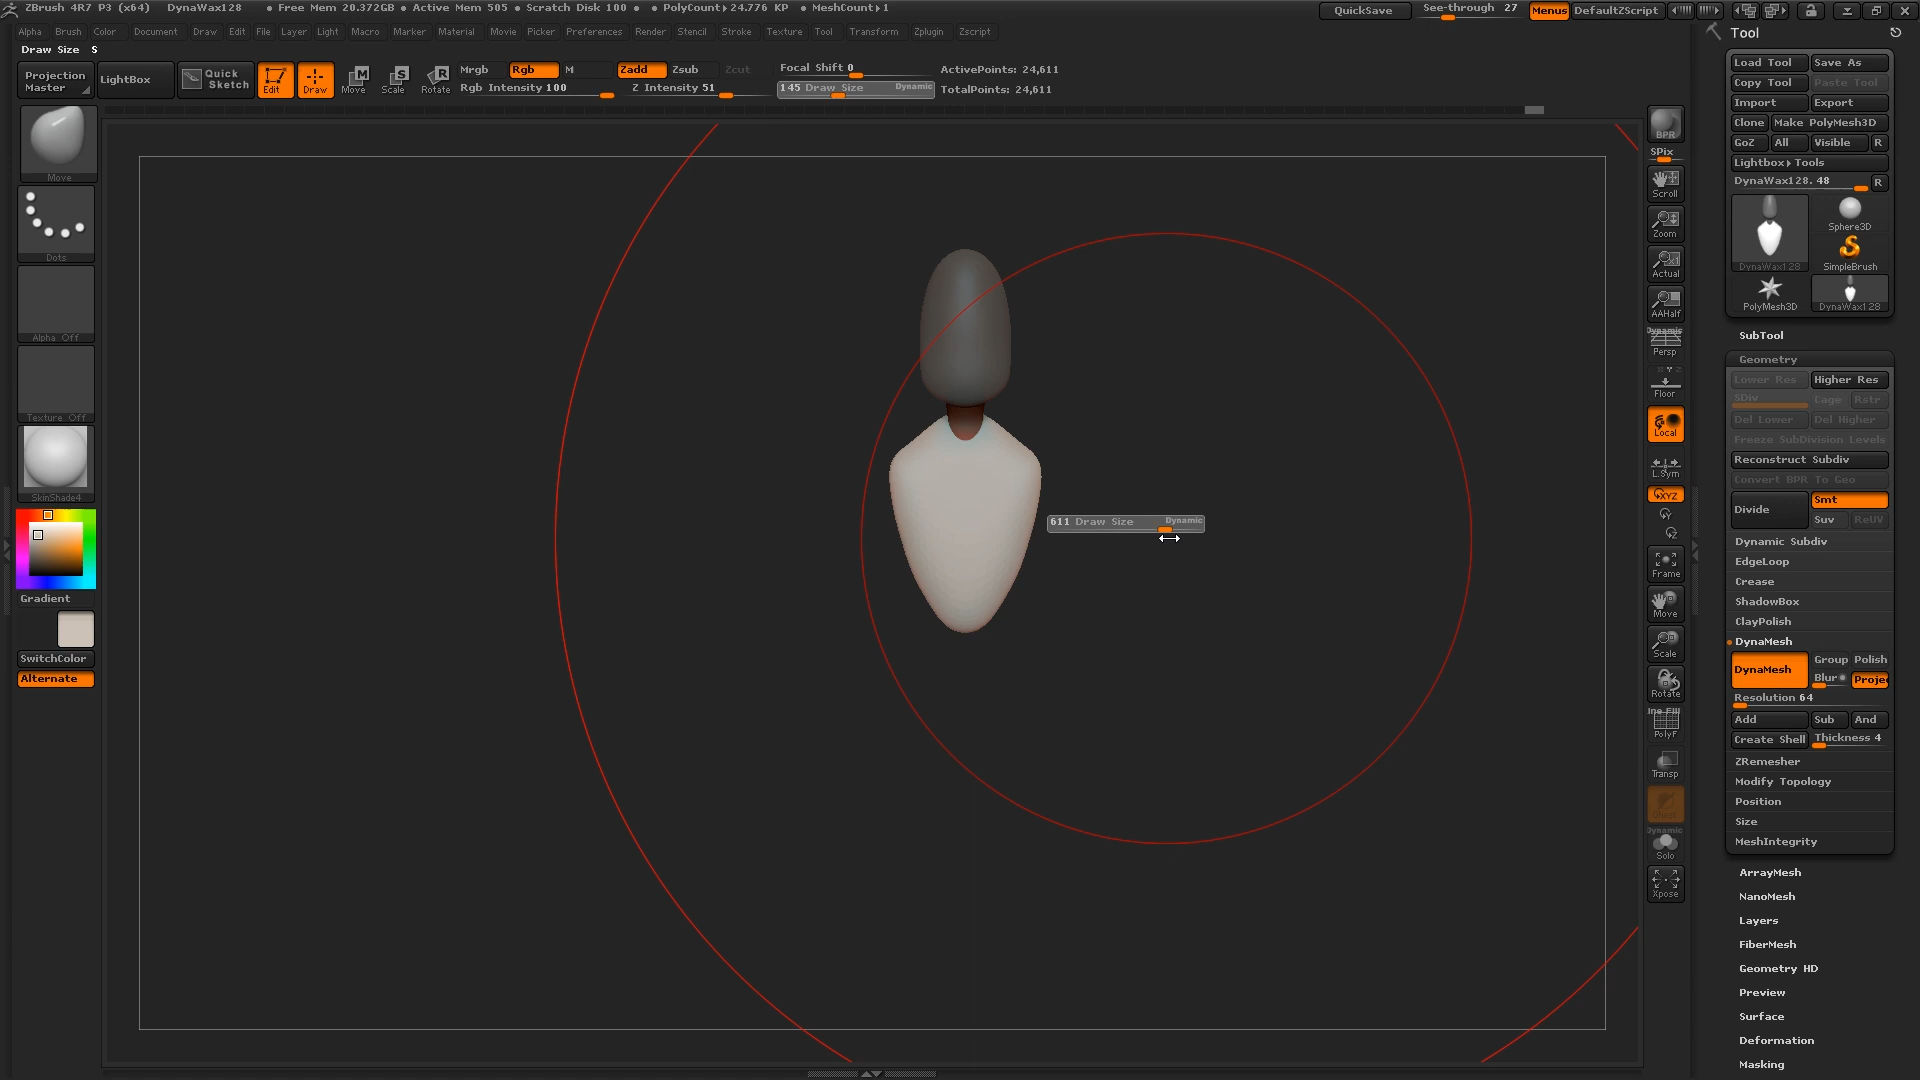 ZBrush 4R7 P3 (x64) DynaWax128 • Free Mem 20.372GB • Active Mem 505 • Scratch Disk 100 • • PolyCount▸24.776 KP • MeshCount▸1
QuickSave See-through 27 Menus DefaultZScript
Alpha Brush Color Document Draw Edit File Layer Light Macro Marker Material Movie Picker Preferences Render Stencil Stroke Texture Tool Transform Zplugin Zscript
Draw Size S
Projection Master
LightBox
Quick Sketch
Edit
Draw
Move
Scale
Rotate
Mrgb Rgb M
Rgb Intensity 100
Zadd Zsub Zcut
Z Intensity 51
Focal Shift 0
145 Draw Size Dynamic
ActivePoints: 24,611
TotalPoints: 24,611
Move
Dots
Alpha Off
Texture Off
SkinShade4
Gradient
SwitchColor
Alternate
611 Draw Size Dynamic
BPR
SPix
Scroll
Zoom
Actual
AAHalf
Dynamic
Persp
Floor
Local
L.Sym
XYZ
Frame
Move
Scale
Rotate
PolyF
Transp
Dynamic
Solo
Xpose
Tool
Load Tool Save As
Copy Tool Paste Tool
Import Export
Clone Make PolyMesh3D
GoZ All Visible R
Lightbox▸Tools
DynaWax128. 48 R
DynaWax128
Sphere3D
SimpleBrush
PolyMesh3D
DynaWax128
SubTool
Geometry
Lower Res Higher Res
SDiv Cage Rstr
Del Lower Del Higher
Freeze SubDivision Levels
Reconstruct Subdiv
Convert BPR To Geo
Divide
Smt
Suv ReUV
Dynamic Subdiv
EdgeLoop
Crease
ShadowBox
ClayPolish
DynaMesh
DynaMesh
Group Polish
Blur Projec
Resolution 64
Add Sub And
Create Shell Thickness 4
ZRemesher
Modify Topology
Position
Size
MeshIntegrity
ArrayMesh
NanoMesh
Layers
FiberMesh
Geometry HD
Preview
Surface
Deformation
Masking